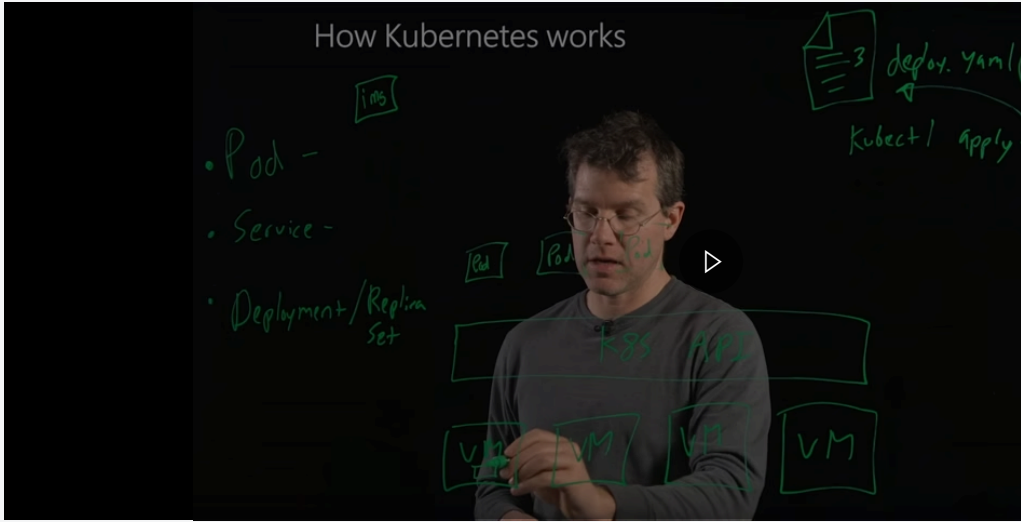 How Kubernetes works
img
3
deploy.yaml
Kubectl apply
• Pod -
• Service -
• Deployment/Replica
Set
Pod
Pod
Pod
K8S API
VM
VM
VM
VM